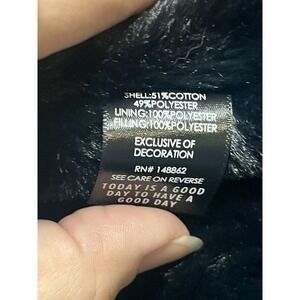 SHELL:51%COTTON
49%POLYESTER
LINING:100%POLYESTER
FILLING:100%POLYESTER
EXCLUSIVE OF
DECORATION
RN# 148862
SEE CARE ON REVERSE
TODAY IS A GOOD
DAY TO HAVE A
GOOD DAY